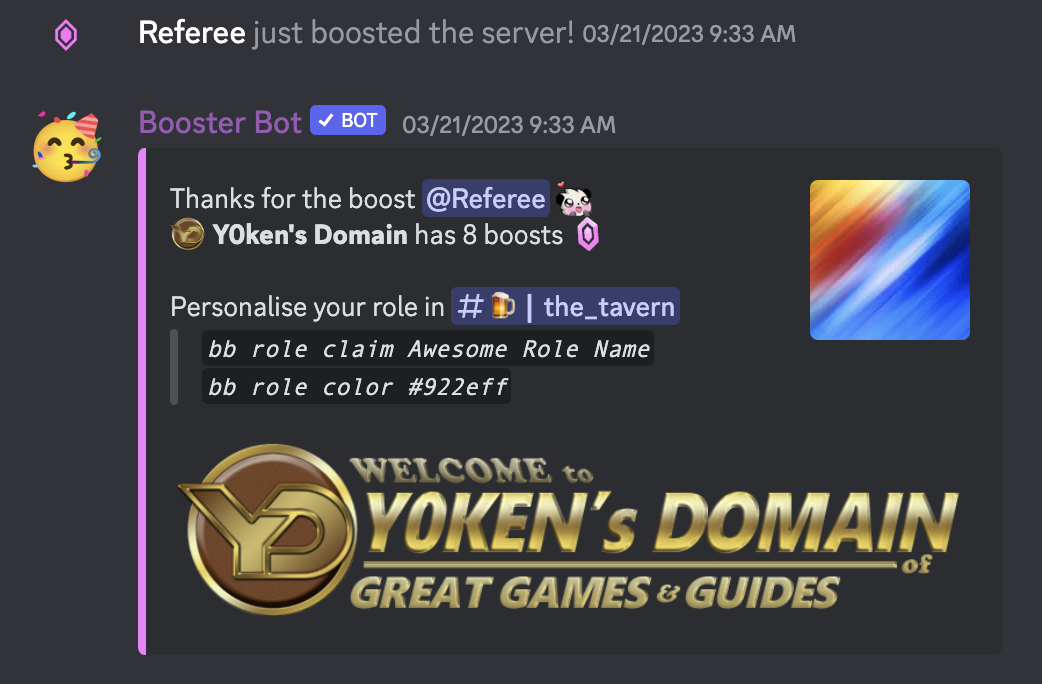 Referee just boosted the server! 03/21/2023 9:33 AM
Booster Bot ✓ BOT 03/21/2023 9:33 AM
Thanks for the boost @Referee
Y0ken's Domain has 8 boosts
Personalise your role in #🍺 | the_tavern
bb role claim Awesome Role Name
bb role color #922eff
YD
WELCOME to
Y0KEN's DOMAIN
of
GREAT GAMES & GUIDES